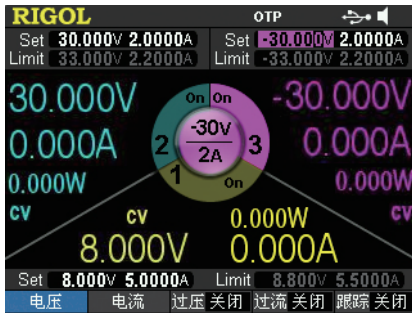 RIGOL OTP
Set 30.000V 2.0000A Set -30.000V 2.0000A
Limit 33.000V 2.2000A Limit -33.000V 2.2000A
30.000V On On -30.000V
0.000A 2 -30V 2A 3 0.000A
0.000W 1 On 0.000W
CV CV 0.000W CV
8.000V 0.000A
Set 8.000V 5.0000A Limit 8.800V 5.5000A
电压 电流 过压 关闭 过流 关闭 跟踪 关闭